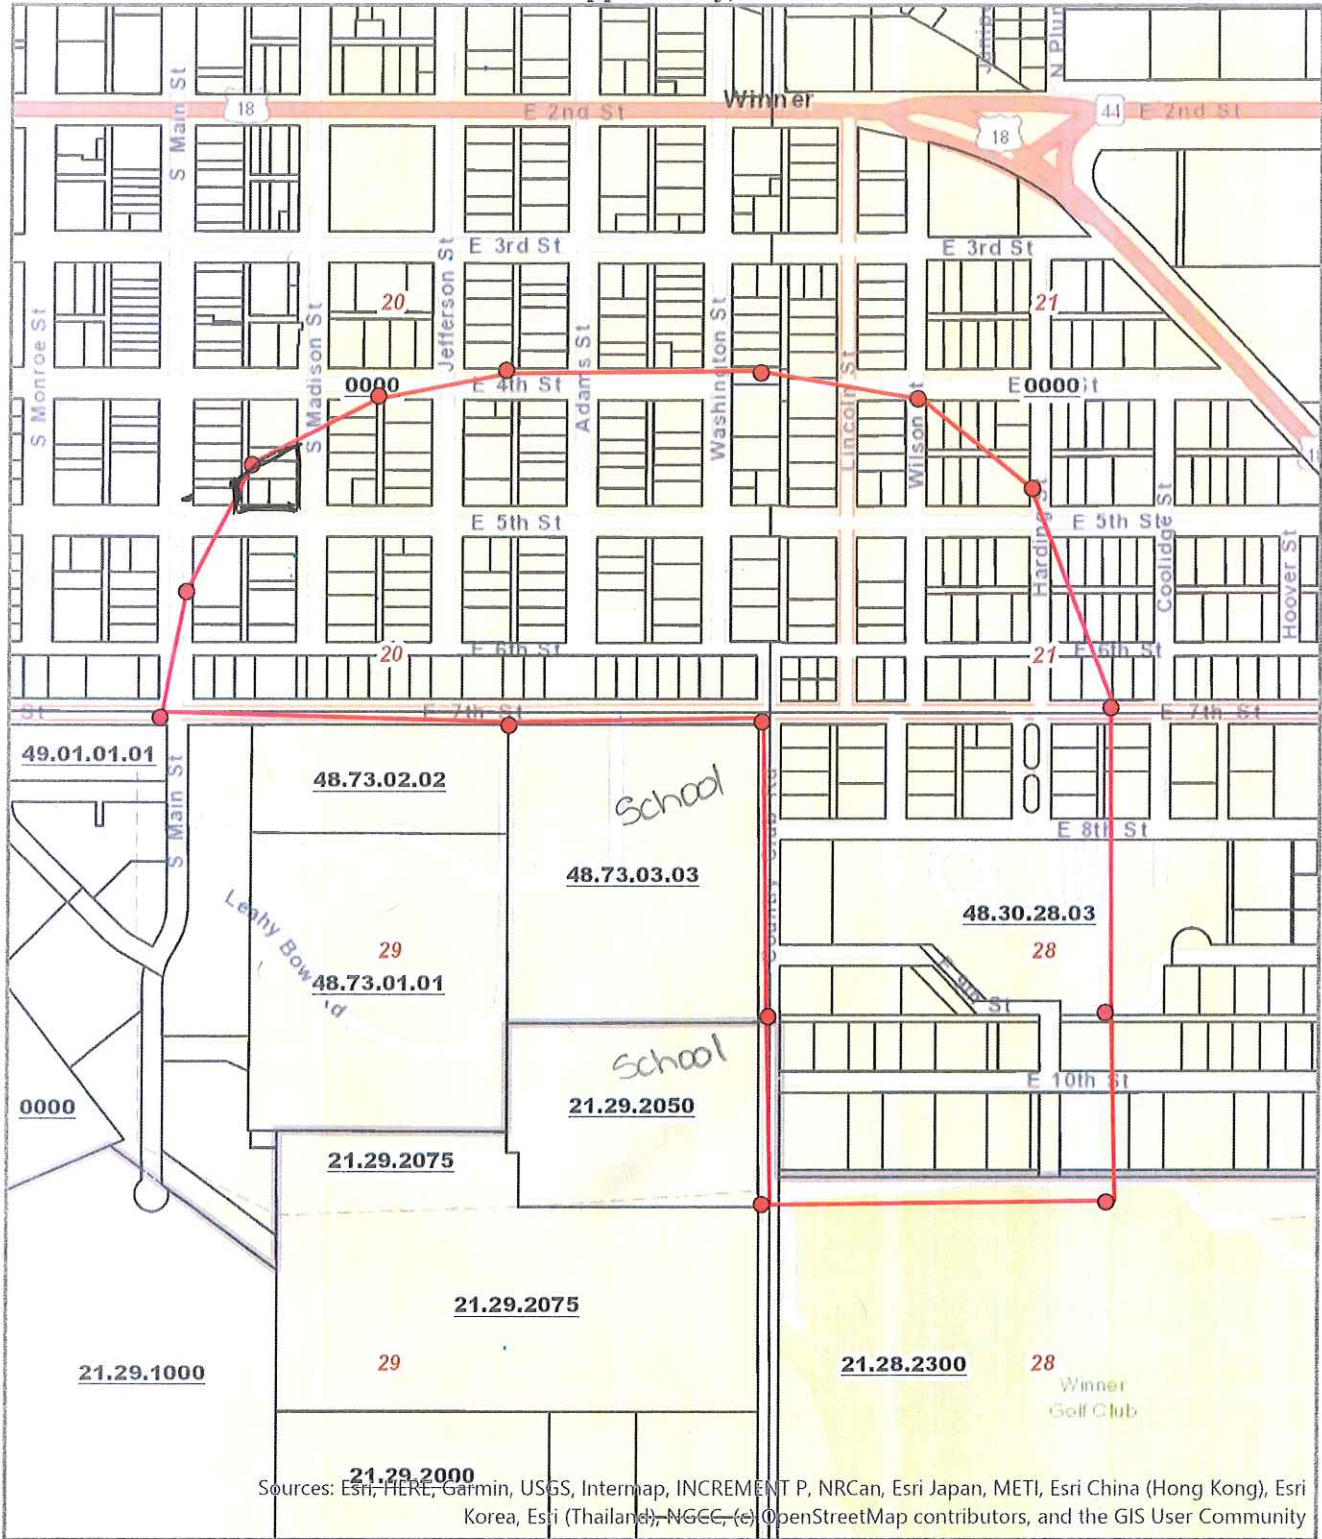 Winner
18
E 2nd St
44
E 2nd St
18
S Main St
N Plun
E 3rd St
E 3rd St
20
21
S Monroe St
S Madison St
Jefferson St
Adams St
Washington St
Lincoln St
0000
E 4th St
0000
E 5th St
E 5th St
Harding St
Coolidge St
Hoover St
20
E 6th St
21
E 6th St
St
E 7th St
E 7th St
49.01.01.01
48.73.02.02
School
S Main St
E 8th St
48.73.03.03
48.30.28.03
29
28
48.73.01.01
School
E 10th St
0000
21.29.2050
21.29.2075
21.29.2075
29
21.29.1000
21.28.2300
28
Winner
Golf Club
21.29.2000
Sources: Esri, HERE, Garmin, USGS, Intermap, INCREMENT P, NRCan, Esri Japan, METI, Esri China (Hong Kong), Esri
Korea, Esri (Thailand), NGCC, (c) OpenStreetMap contributors, and the GIS User Community